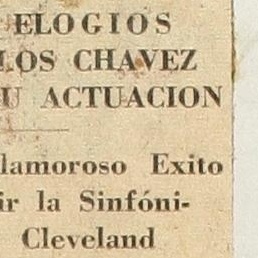 ELOGIOS
LOS CHAVEZ
U ACTUACION
lamoroso Exito
ir la Sinfóni-
Cleveland